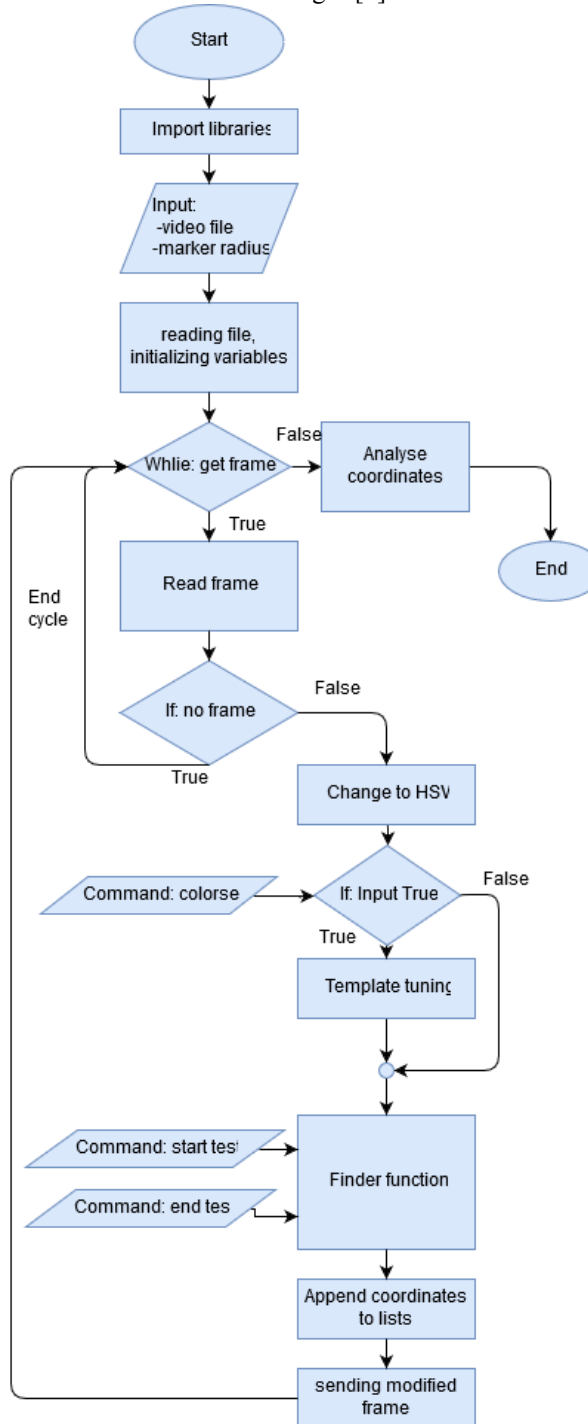 Start
Import libraries
Input:
-video file
-marker radius
reading file,
initializing variables
Whlie: get frame
False
Analyse
coordinates
True
End
Read frame
End
cycle
If: no frame
False
True
Change to HSV
Command: colorse
If: Input True
False
True
Template tuning
Command: start test
Finder function
Command: end tes
Append coordinates
to lists
sending modified
frame